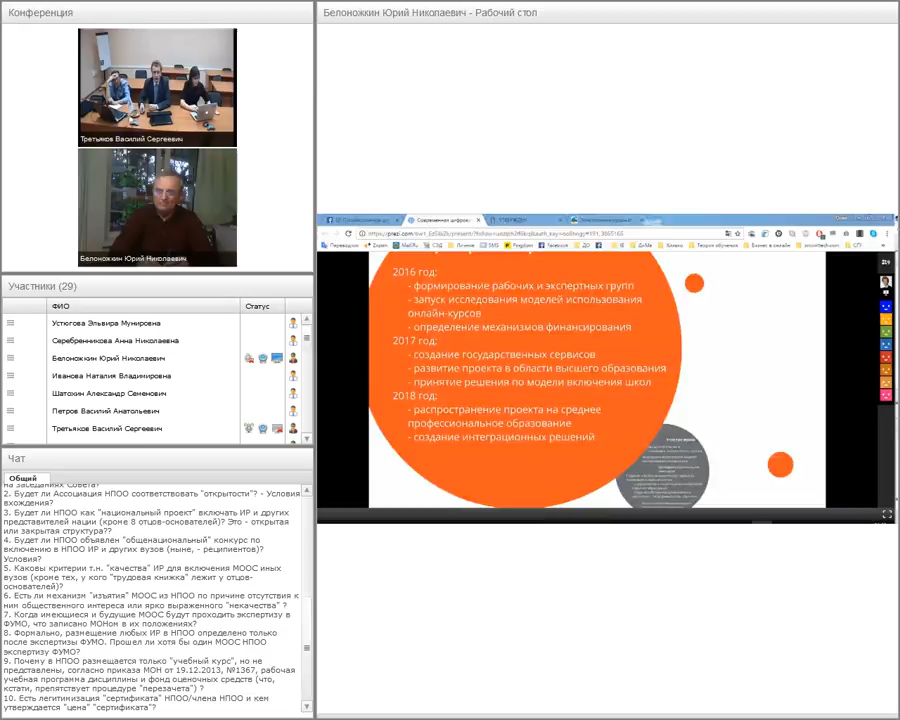 Конференция
Третьяков Василий Сергеевич
Белоножкин Юрий Николаевич
Участники (29)
ФИО
Статус
Устюгова Эльвира Мунировна
Серебренникова Анна Николаевна
Белоножкин Юрий Николаевич
Иванова Наталия Владимировна
Шатохин Александр Семенович
Петров Василий Анатольевич
Третьяков Василий Сергеевич
Чат
Общий
на заседаниях Совета?
2. Будет ли Ассоциация НПОО соответствовать "открытости"? - Условия
вхождения?
3. Будет ли НПОО как "национальный проект" включать ИР и других
представителей нации (кроме 8 отцов-основателей)? Это - открытая
или закрытая структура??
4. Будет ли НПОО объявлен "общенациональный" конкурс по
включению в НПОО ИР и других вузов (ныне, - реципиентов)?
Условия?
5. Каковы критерии т.н. "качества" ИР для включения МООС иных
вузов (кроме тех, у кого "трудовая книжка" лежит у отцов-
основателей)?
6. Есть ли механизм "изъятия" МООС из НПОО по причине отсутствия к
ним общественного интереса или ярко выраженного "некачества" ?
7. Когда имеющиеся и будущие МООС будут проходить экспертизу в
ФУМО, что записано МОНом в их положениях?
8. Формально, размещение любых ИР в НПОО определено только
после экспертизы ФУМО. Прошел ли хотя бы один МООС НПОО
экспертизу ФУМО?
9. Почему в НПОО размещается только "учебный курс", но не
представлены, согласно приказа МОН от 19.12.2013, №1367, рабочая
учебная программа дисциплины и фонд оценочных средств (что,
кстати, препятствует процедуре "перезачета") ?
10. Есть легитимизация "сертификата" НПОО/члена НПОО и кем
утверждается "цена" "сертификата"?
Белоножкин Юрий Николаевич - Рабочий стол
2016 год:
- формирование рабочих и экспертных групп
- запуск исследования моделей использования
онлайн-курсов
- определение механизмов финансирования
2017 год:
- создание государственных сервисов
- развитие проекта в области высшего образования
- принятие решения по модели включения школ
2018 год:
- распространение проекта на среднее
профессиональное образование
- создание интеграционных решений